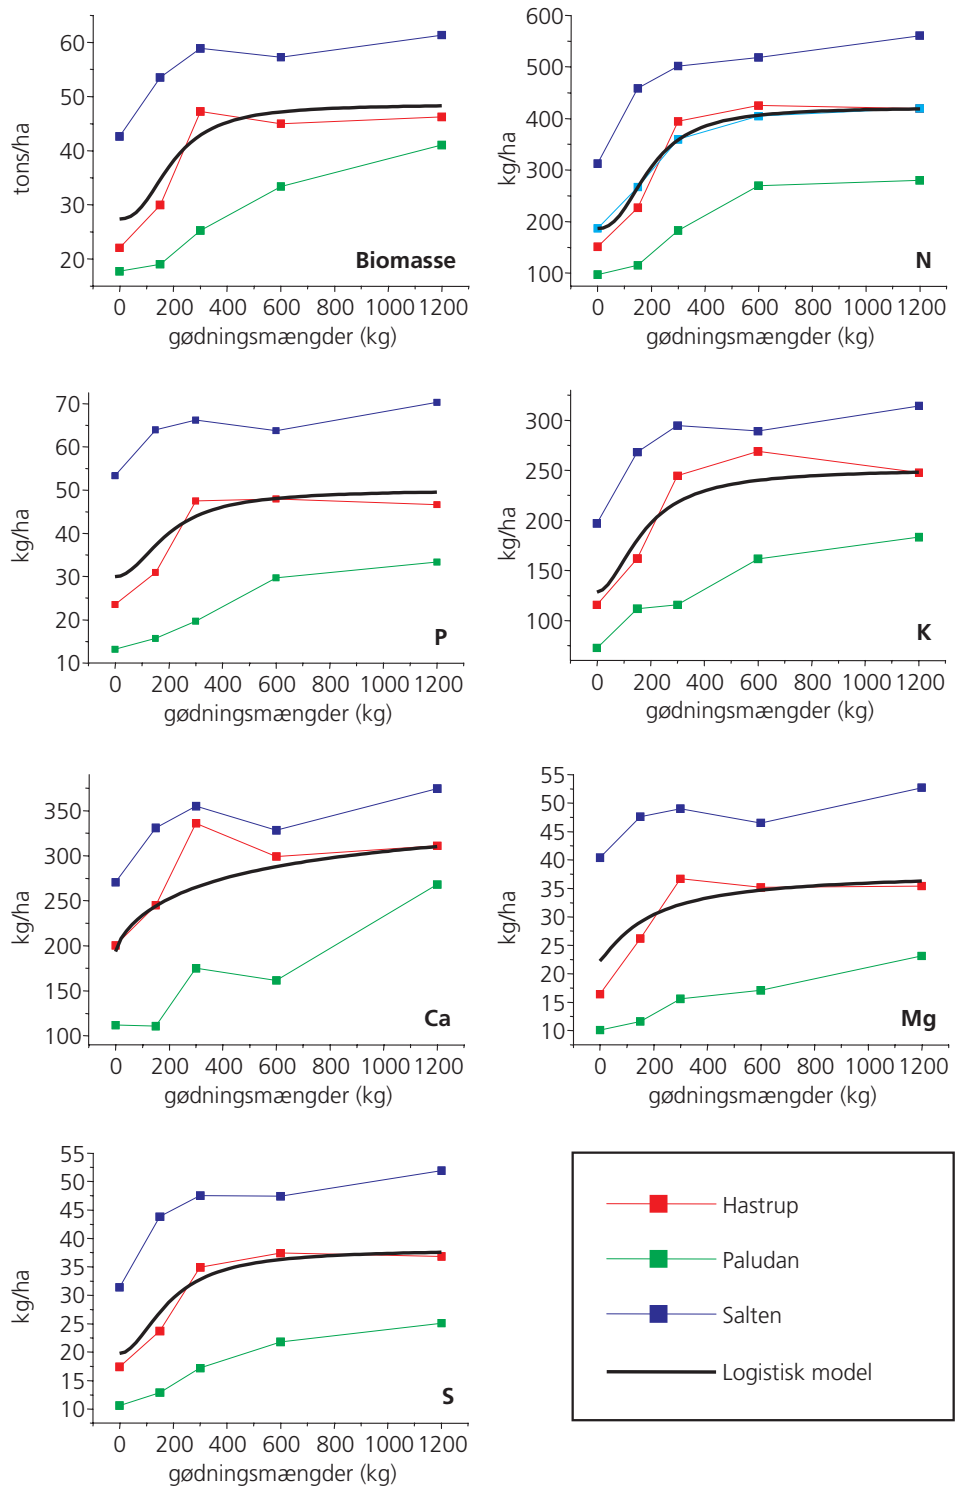 60
50
40
30
20
tons/ha
Biomasse
0 200 400 600 800 1000 1200
gødningsmængder (kg)
600
500
400
300
200
100
kg/ha
N
0 200 400 600 800 1000 1200
gødningsmængder (kg)
70
60
50
40
30
20
10
kg/ha
P
0 200 400 600 800 1000 1200
gødningsmængder (kg)
300
250
200
150
100
kg/ha
K
0 200 400 600 800 1000 1200
gødningsmængder (kg)
350
300
250
200
150
100
kg/ha
Ca
0 200 400 600 800 1000 1200
gødningsmængder (kg)
55
50
45
40
35
30
25
20
15
10
kg/ha
Mg
0 200 400 600 800 1000 1200
gødningsmængder (kg)
55
50
45
40
35
30
25
20
15
10
kg/ha
S
0 200 400 600 800 1000 1200
gødningsmængder (kg)
Hastrup
Paludan
Salten
Logistisk model